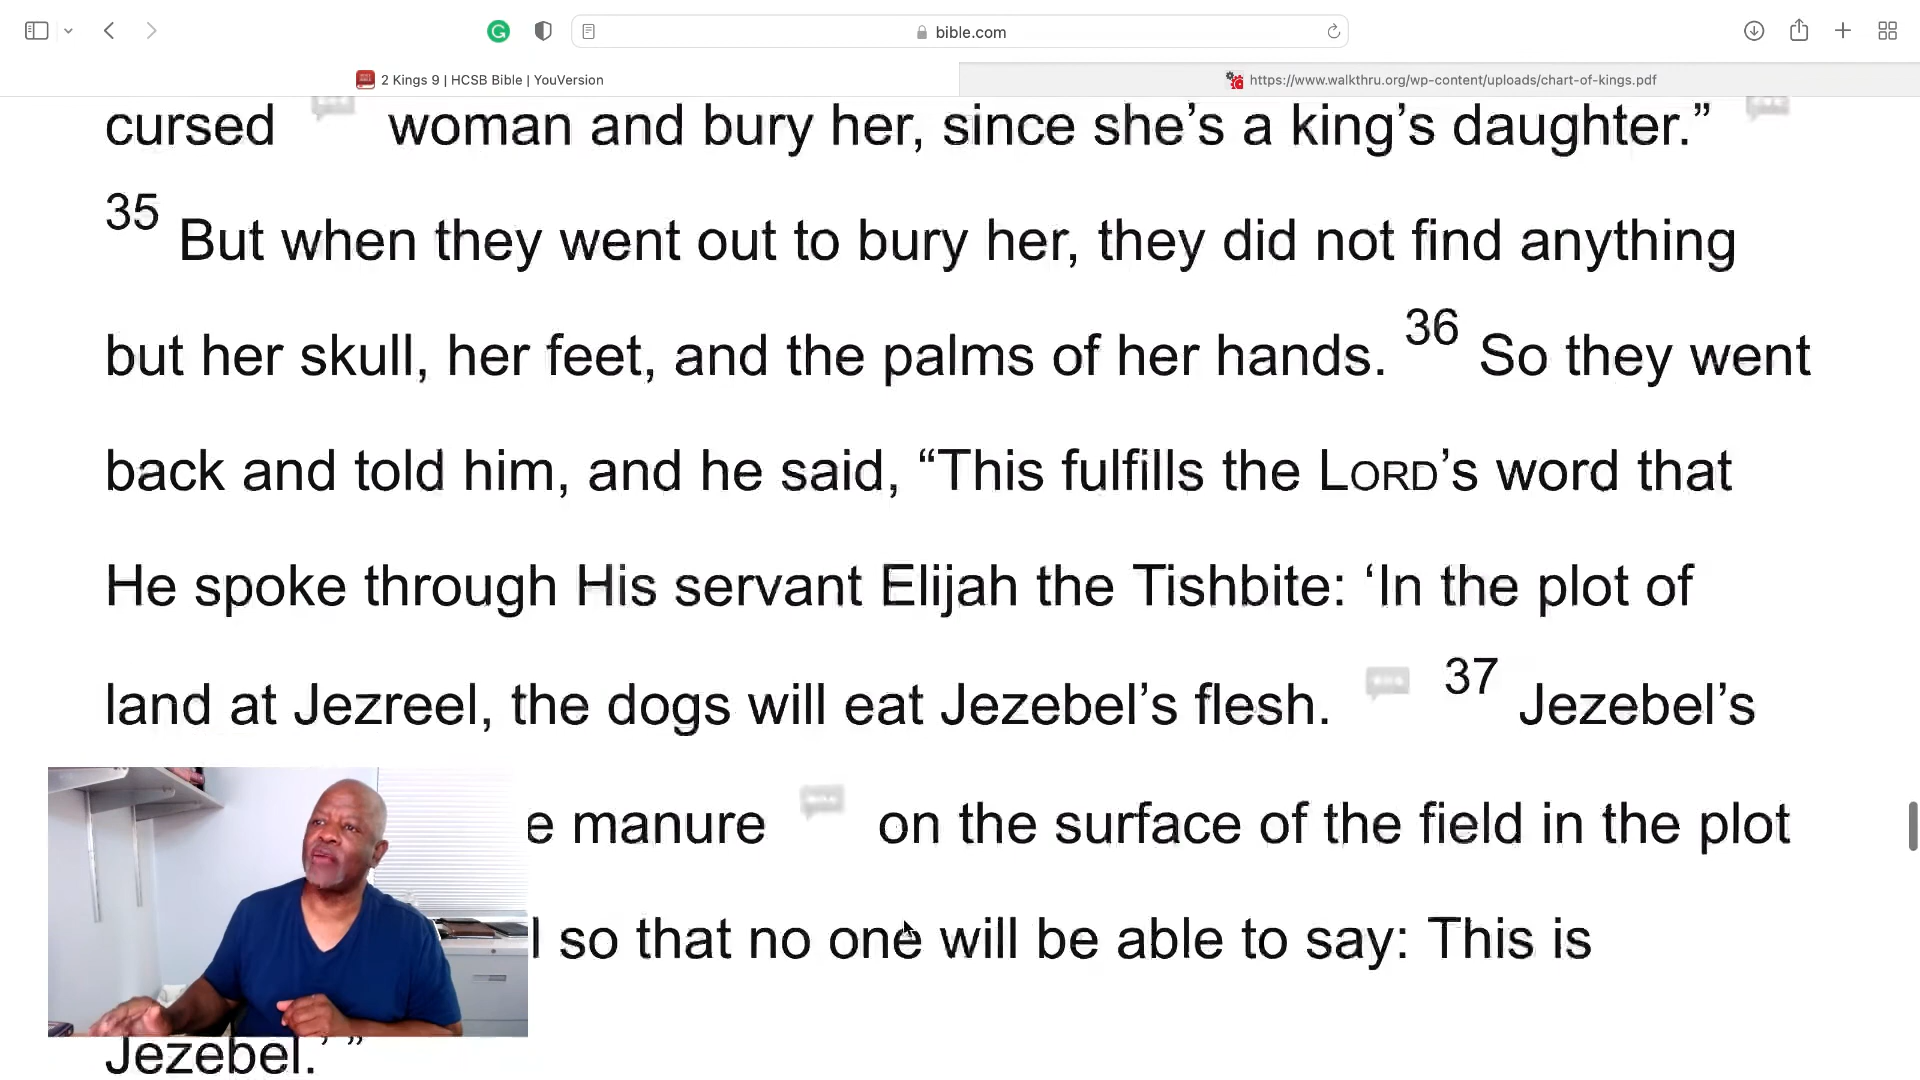 bible.com
2 Kings 9 | HCSB Bible | YouVersion
https://www.walkthru.org/wp-content/uploads/chart-of-kings.pdf
cursed woman and bury her, since she’s a king’s daughter.”
35 But when they went out to bury her, they did not find anything
but her skull, her feet, and the palms of her hands. 36 So they went
back and told him, and he said, “This fulfills the LORD’s word that
He spoke through His servant Elijah the Tishbite: ‘In the plot of
land at Jezreel, the dogs will eat Jezebel’s flesh. 37 Jezebel’s
e manure on the surface of the field in the plot
l so that no one will be able to say: This is
Jezebel.’ ”